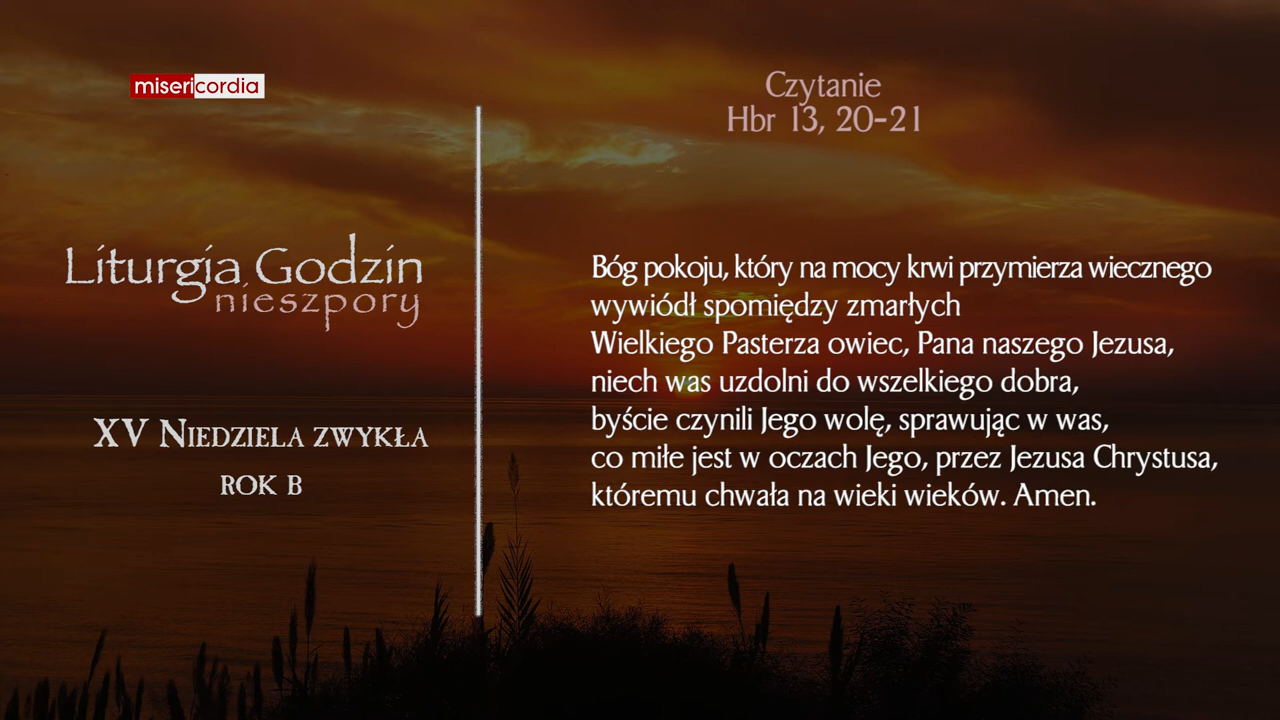 misericordia
Liturgia Godzin
nieszpory
XV NIEDZIELA ZWYKŁA
ROK B
Czytanie
Hbr 13, 20-21
Bóg pokoju, który na mocy krwi przymierza wiecznego
wywiódł spomiędzy zmarłych
Wielkiego Pasterza owiec, Pana naszego Jezusa,
niech was uzdolni do wszelkiego dobra,
byście czynili Jego wolę, sprawując w was,
co miłe jest w oczach Jego, przez Jezusa Chrystusa,
któremu chwała na wieki wieków. Amen.